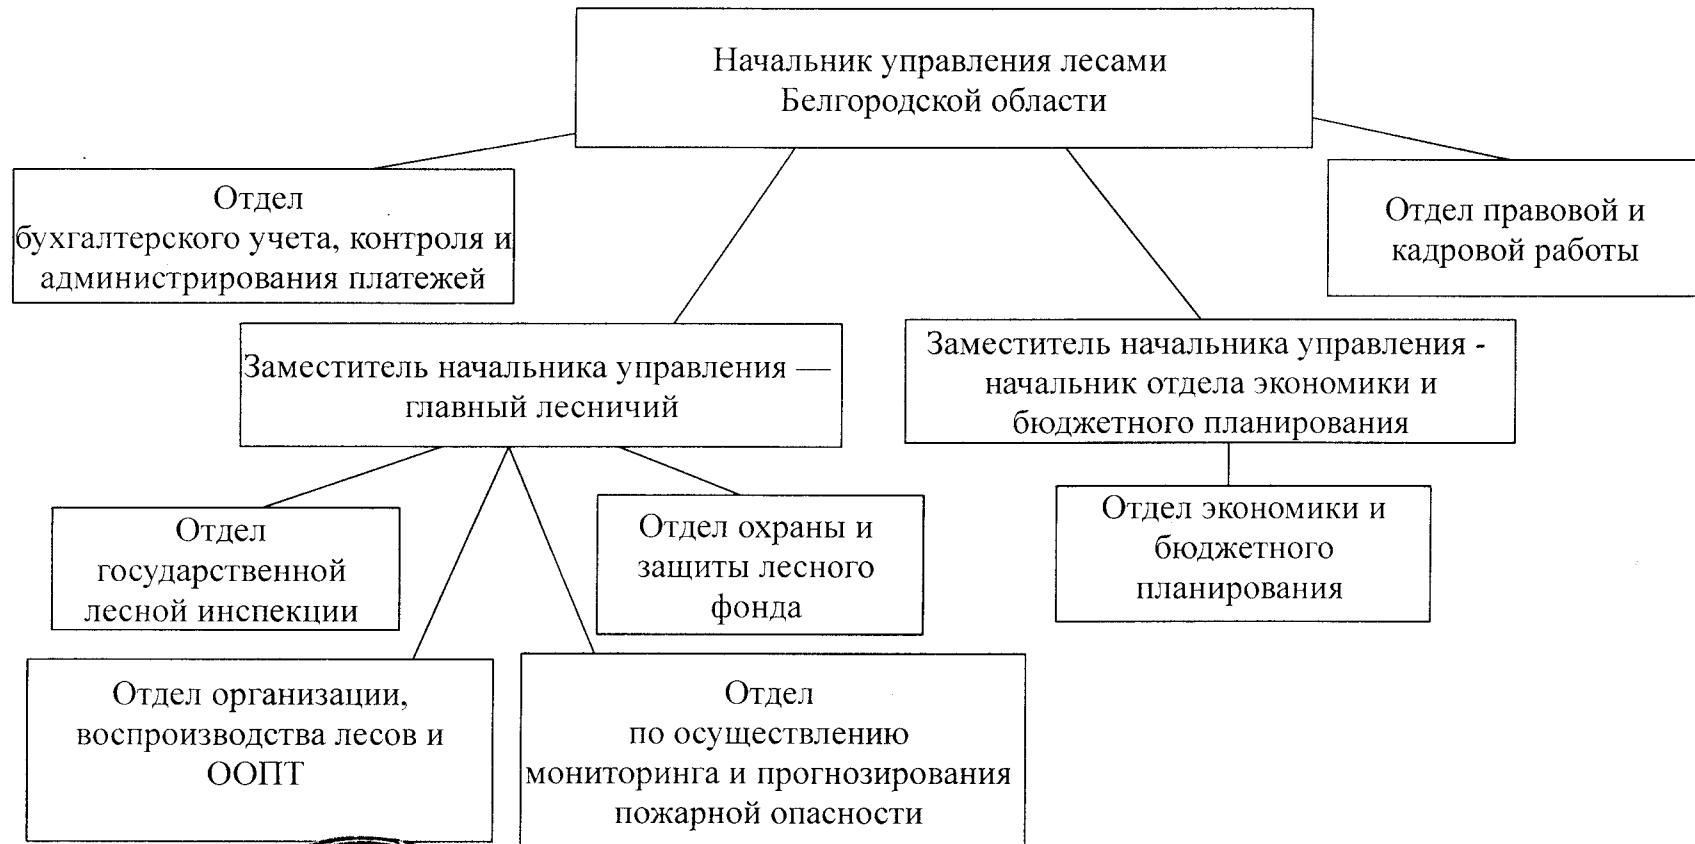 Начальник управления лесами
Белгородской области
Отдел
бухгалтерского учета, контроля и
администрирования платежей
Отдел правовой и
кадровой работы
Заместитель начальника управления —
главный лесничий
Заместитель начальника управления -
начальник отдела экономики и
бюджетного планирования
Отдел
государственной
лесной инспекции
Отдел охраны и
защиты лесного
фонда
Отдел экономики и
бюджетного
планирования
Отдел организации,
воспроизводства лесов и
ООПТ
Отдел
по осуществлению
мониторинга и прогнозирования
пожарной опасности